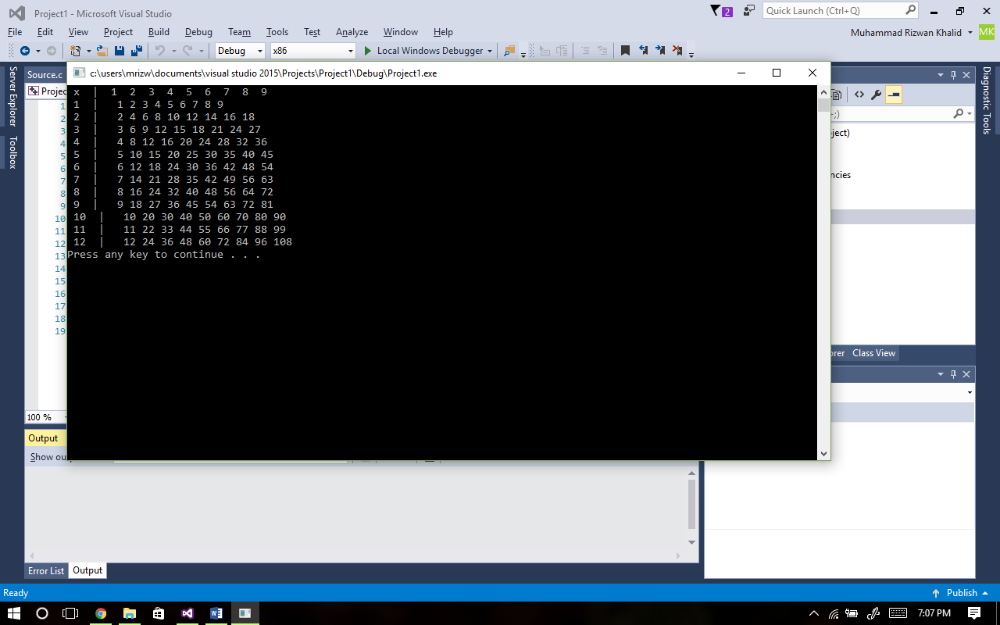 Project1 - Microsoft Visual Studio
2
Quick Launch (Ctrl+Q)
File Edit View Project Build Debug Team Tools Test Analyze Window Help
Muhammad Rizwan Khalid MK
Debug x86 Local Windows Debugger
c:\users\mrizw\documents\visual studio 2015\Projects\Project1\Debug\Project1.exe
Server Explorer
Toolbox
Source.c
Projec
1
2
3
4
5
6
7
8
9
10
11
12
13
14
15
16
17
18
19
x | 1 2 3 4 5 6 7 8 9
1 | 1 2 3 4 5 6 7 8 9
2 | 2 4 6 8 10 12 14 16 18
3 | 3 6 9 12 15 18 21 24 27
4 | 4 8 12 16 20 24 28 32 36
5 | 5 10 15 20 25 30 35 40 45
6 | 6 12 18 24 30 36 42 48 54
7 | 7 14 21 28 35 42 49 56 63
8 | 8 16 24 32 40 48 56 64 72
9 | 9 18 27 36 45 54 63 72 81
10 | 10 20 30 40 50 60 70 80 90
11 | 11 22 33 44 55 66 77 88 99
12 | 12 24 36 48 60 72 84 96 108
Press any key to continue . . .
;)
ject)
ncies
Diagnostic Tools
orer Class View
100 %
Output
Show ou
Error List Output
Ready
Publish
7:07 PM